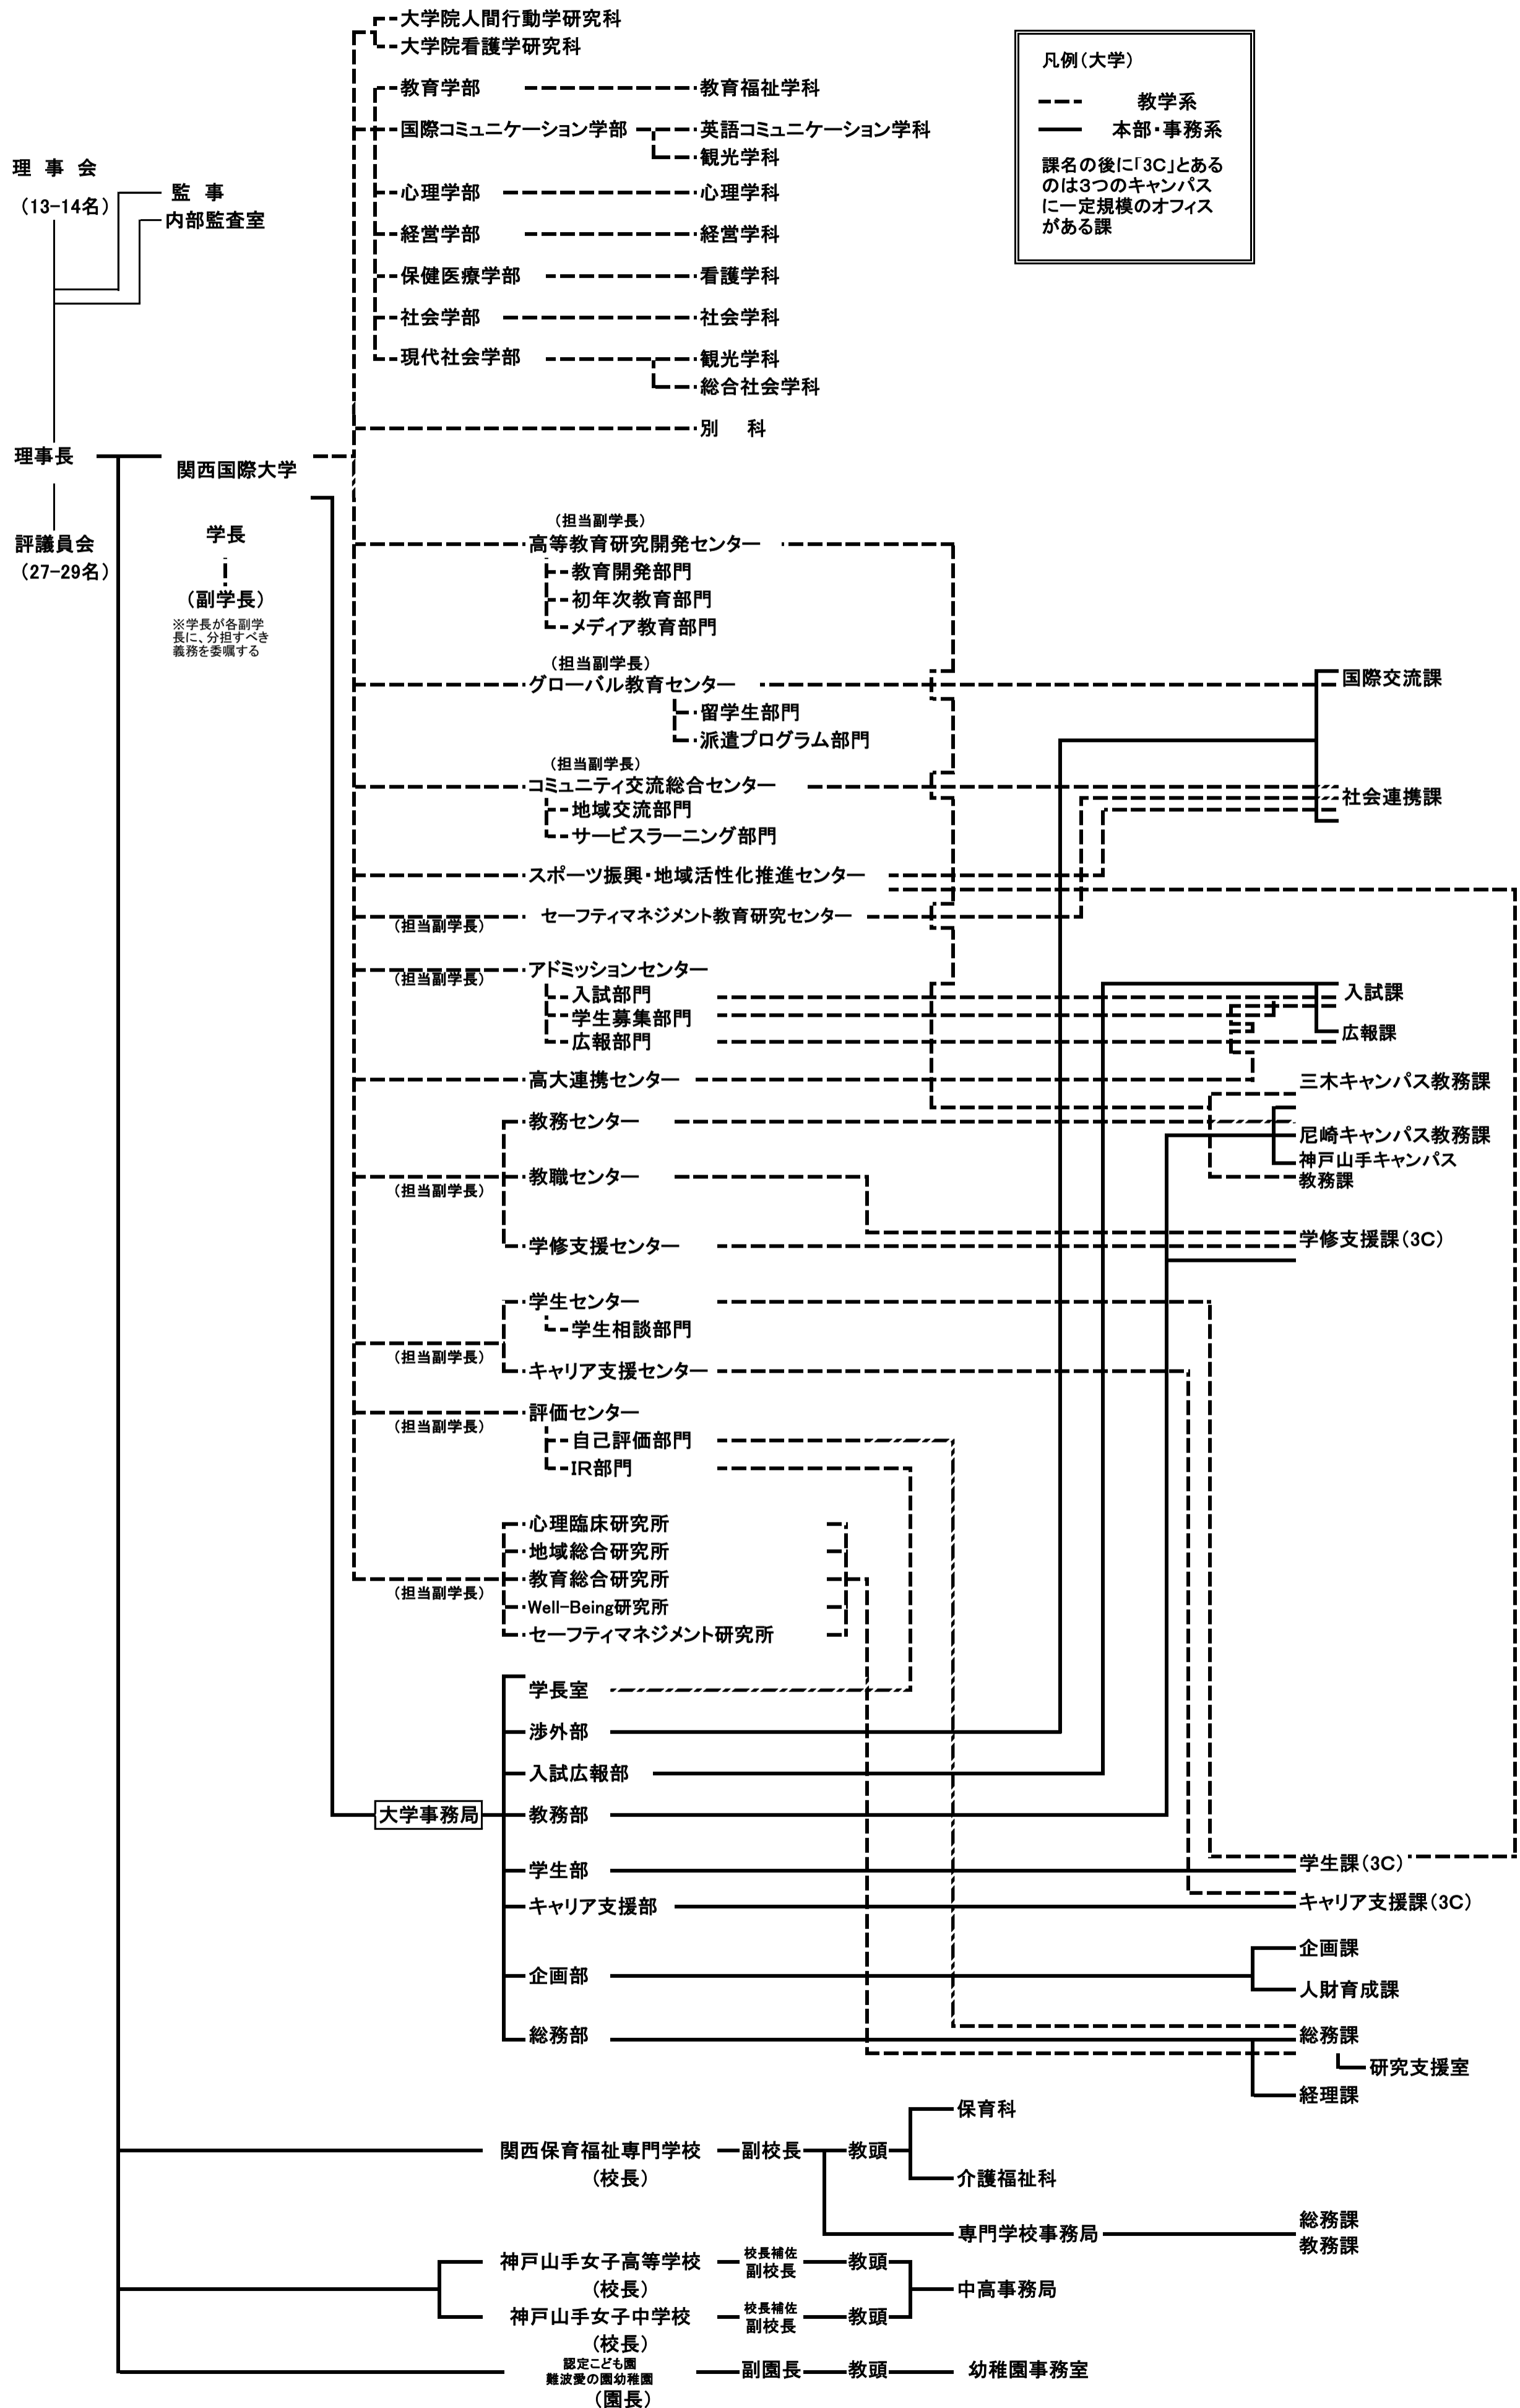 大学院人間行動学研究科
大学院看護学研究科
教育学部 教育福祉学科
国際コミュニケーション学部 英語コミュニケーション学科
観光学科
心理学部 心理学科
経営学部 経営学科
保健医療学部 看護学科
社会学部 社会学科
現代社会学部 観光学科
総合社会学科
別 科
凡例(大学)
教学系
本部・事務系
課名の後に「3C」とある
のは3つのキャンパス
に一定規模のオフィス
がある課
理 事 会
(13-14名)
監 事
内部監査室
理事長
関西国際大学
評議員会
(27-29名)
学長
(副学長)
※学長が各副学
長に、分担すべき
義務を委嘱する
(担当副学長)
高等教育研究開発センター
教育開発部門
初年次教育部門
メディア教育部門
(担当副学長)
グローバル教育センター 国際交流課
留学生部門
派遣プログラム部門
(担当副学長)
コミュニティ交流総合センター 社会連携課
地域交流部門
サービスラーニング部門
スポーツ振興・地域活性化推進センター
セーフティマネジメント教育研究センター
(担当副学長)
アドミッションセンター
(担当副学長)
入試部門 入試課
学生募集部門
広報部門 広報課
高大連携センター 三木キャンパス教務課
教務センター 尼崎キャンパス教務課
神戸山手キャンパス
教務課
教職センター
(担当副学長)
学修支援センター 学修支援課(3C)
学生センター
学生相談部門
(担当副学長)
キャリア支援センター
評価センター
(担当副学長)
自己評価部門
IR部門
心理臨床研究所
地域総合研究所
教育総合研究所
(担当副学長)
Well-Being研究所
セーフティマネジメント研究所
学長室
渉外部
入試広報部
大学事務局 教務部
学生部 学生課(3C)
キャリア支援部 キャリア支援課(3C)
企画部 企画課
人財育成課
総務部 総務課
研究支援室
経理課
保育科
関西保育福祉専門学校 副校長 教頭
(校長)
介護福祉科
専門学校事務局 総務課
教務課
神戸山手女子高等学校 校長補佐
副校長 教頭
(校長)
中高事務局
神戸山手女子中学校 校長補佐
副校長 教頭
(校長)
認定こども園
難波愛の園幼稚園 副園長 教頭 幼稚園事務室
(園長)